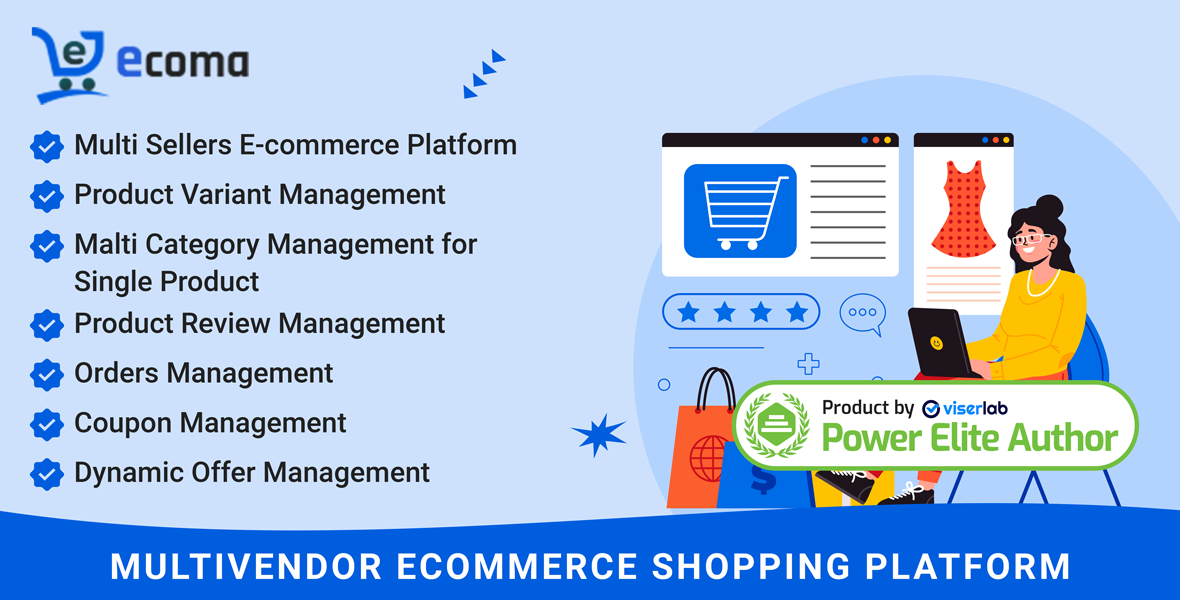 ecoma
Multi Sellers E-commerce Platform
Product Variant Management
Malti Category Management for
Single Product
Product Review Management
Orders Management
Coupon Management
Dynamic Offer Management
Product by viserlab
Power Elite Author
$
MULTIVENDOR ECOMMERCE SHOPPING PLATFORM